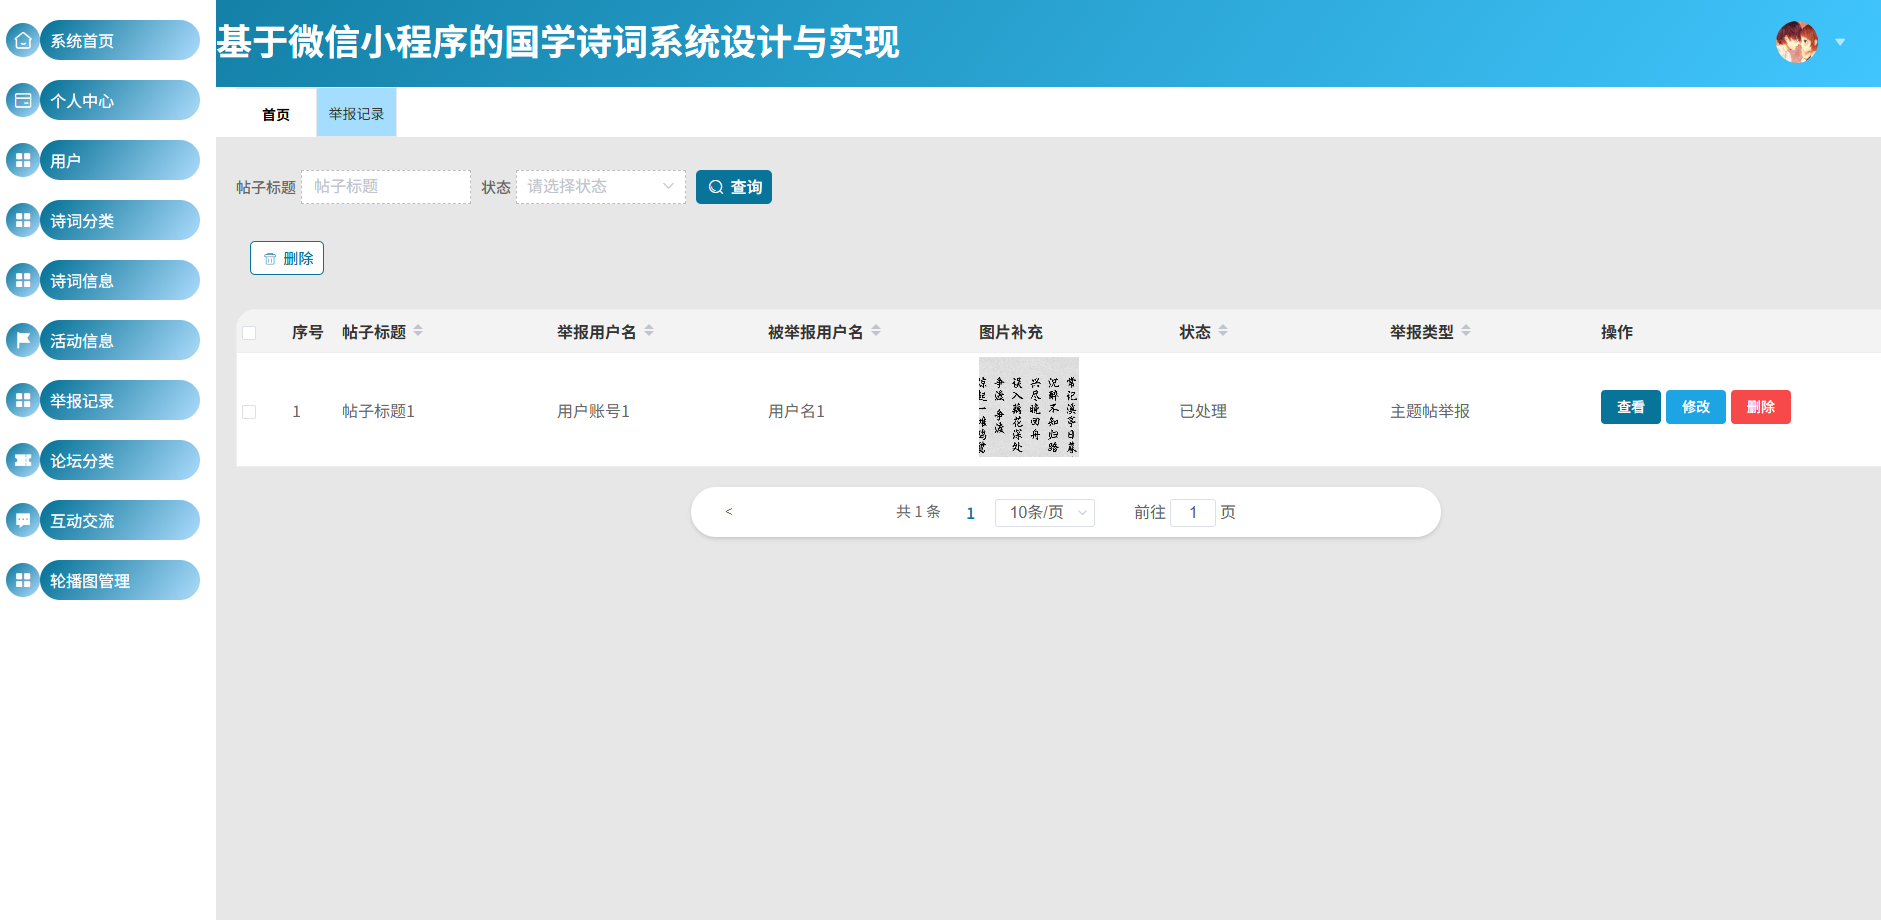 系统首页
个人中心
用户
诗词分类
诗词信息
活动信息
举报记录
论坛分类
互动交流
轮播图管理
基于微信小程序的国学诗词系统设计与实现
首页 举报记录
帖子标题 帖子标题 状态 请选择状态 查询
删除
序号 帖子标题 举报用户名 被举报用户名 图片补充 状态 举报类型 操作
1 帖子标题1 用户账号1 用户名1 已处理 主题帖举报 查看 修改 删除
常记溪亭日暮
沉醉不知归路
兴尽晚回舟
误入藕花深处
争渡 争渡
< 共 1 条 1 10条/页 前往 1 页